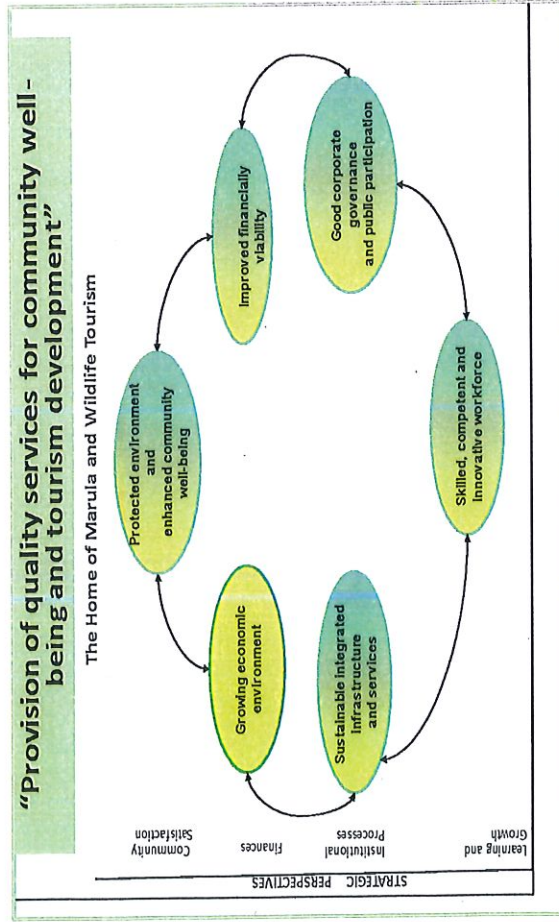 "Provision of quality services for community well-
being and tourism development"
The Home of Marula and Wildlife Tourism
STRATEGIC PERSPECTIVES
Community
Satisfaction
Finances
Institutional
Processes
Learning and
Growth
Protected environment
and
enhanced community
well-being
Growing economic
environment
Improved financially
viability
Sustainable integrated
Infrastructure
and services
Good corporate
governance
and public participation
Skilled, competent and
Innovative workforce